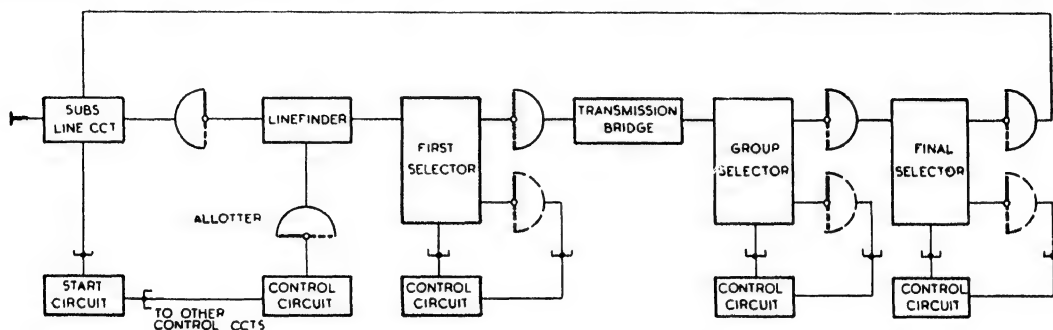 SUBS
LINE CCT
LINEFINDER
FIRST
SELECTOR
TRANSMISSION
BRIDGE
GROUP
SELECTOR
FINAL
SELECTOR
ALLOTTER
START
CIRCUIT
TO OTHER
CONTROL CCTS
CONTROL
CIRCUIT
CONTROL
CIRCUIT
CONTROL
CIRCUIT
CONTROL
CIRCUIT